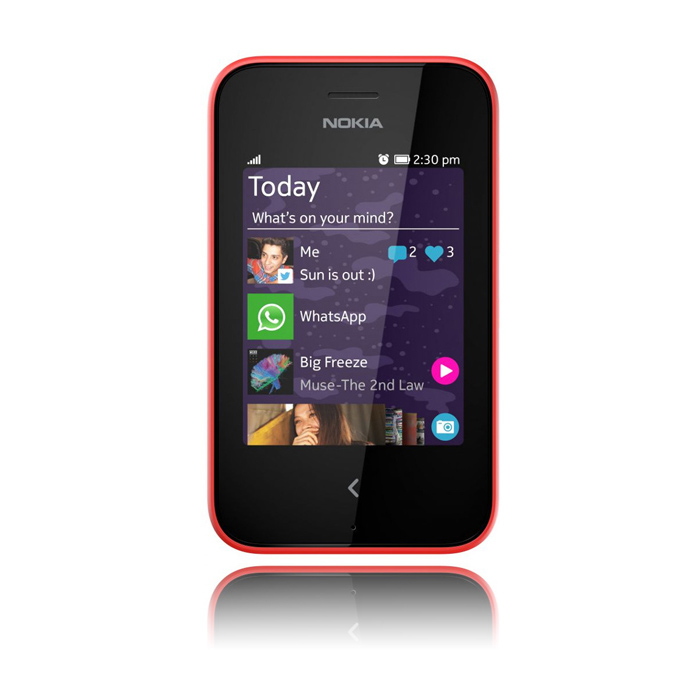 NOKIA
2:30 pm
Today
What's on your mind?
Me 2 3
Sun is out :)
WhatsApp
Big Freeze
Muse-The 2nd Law